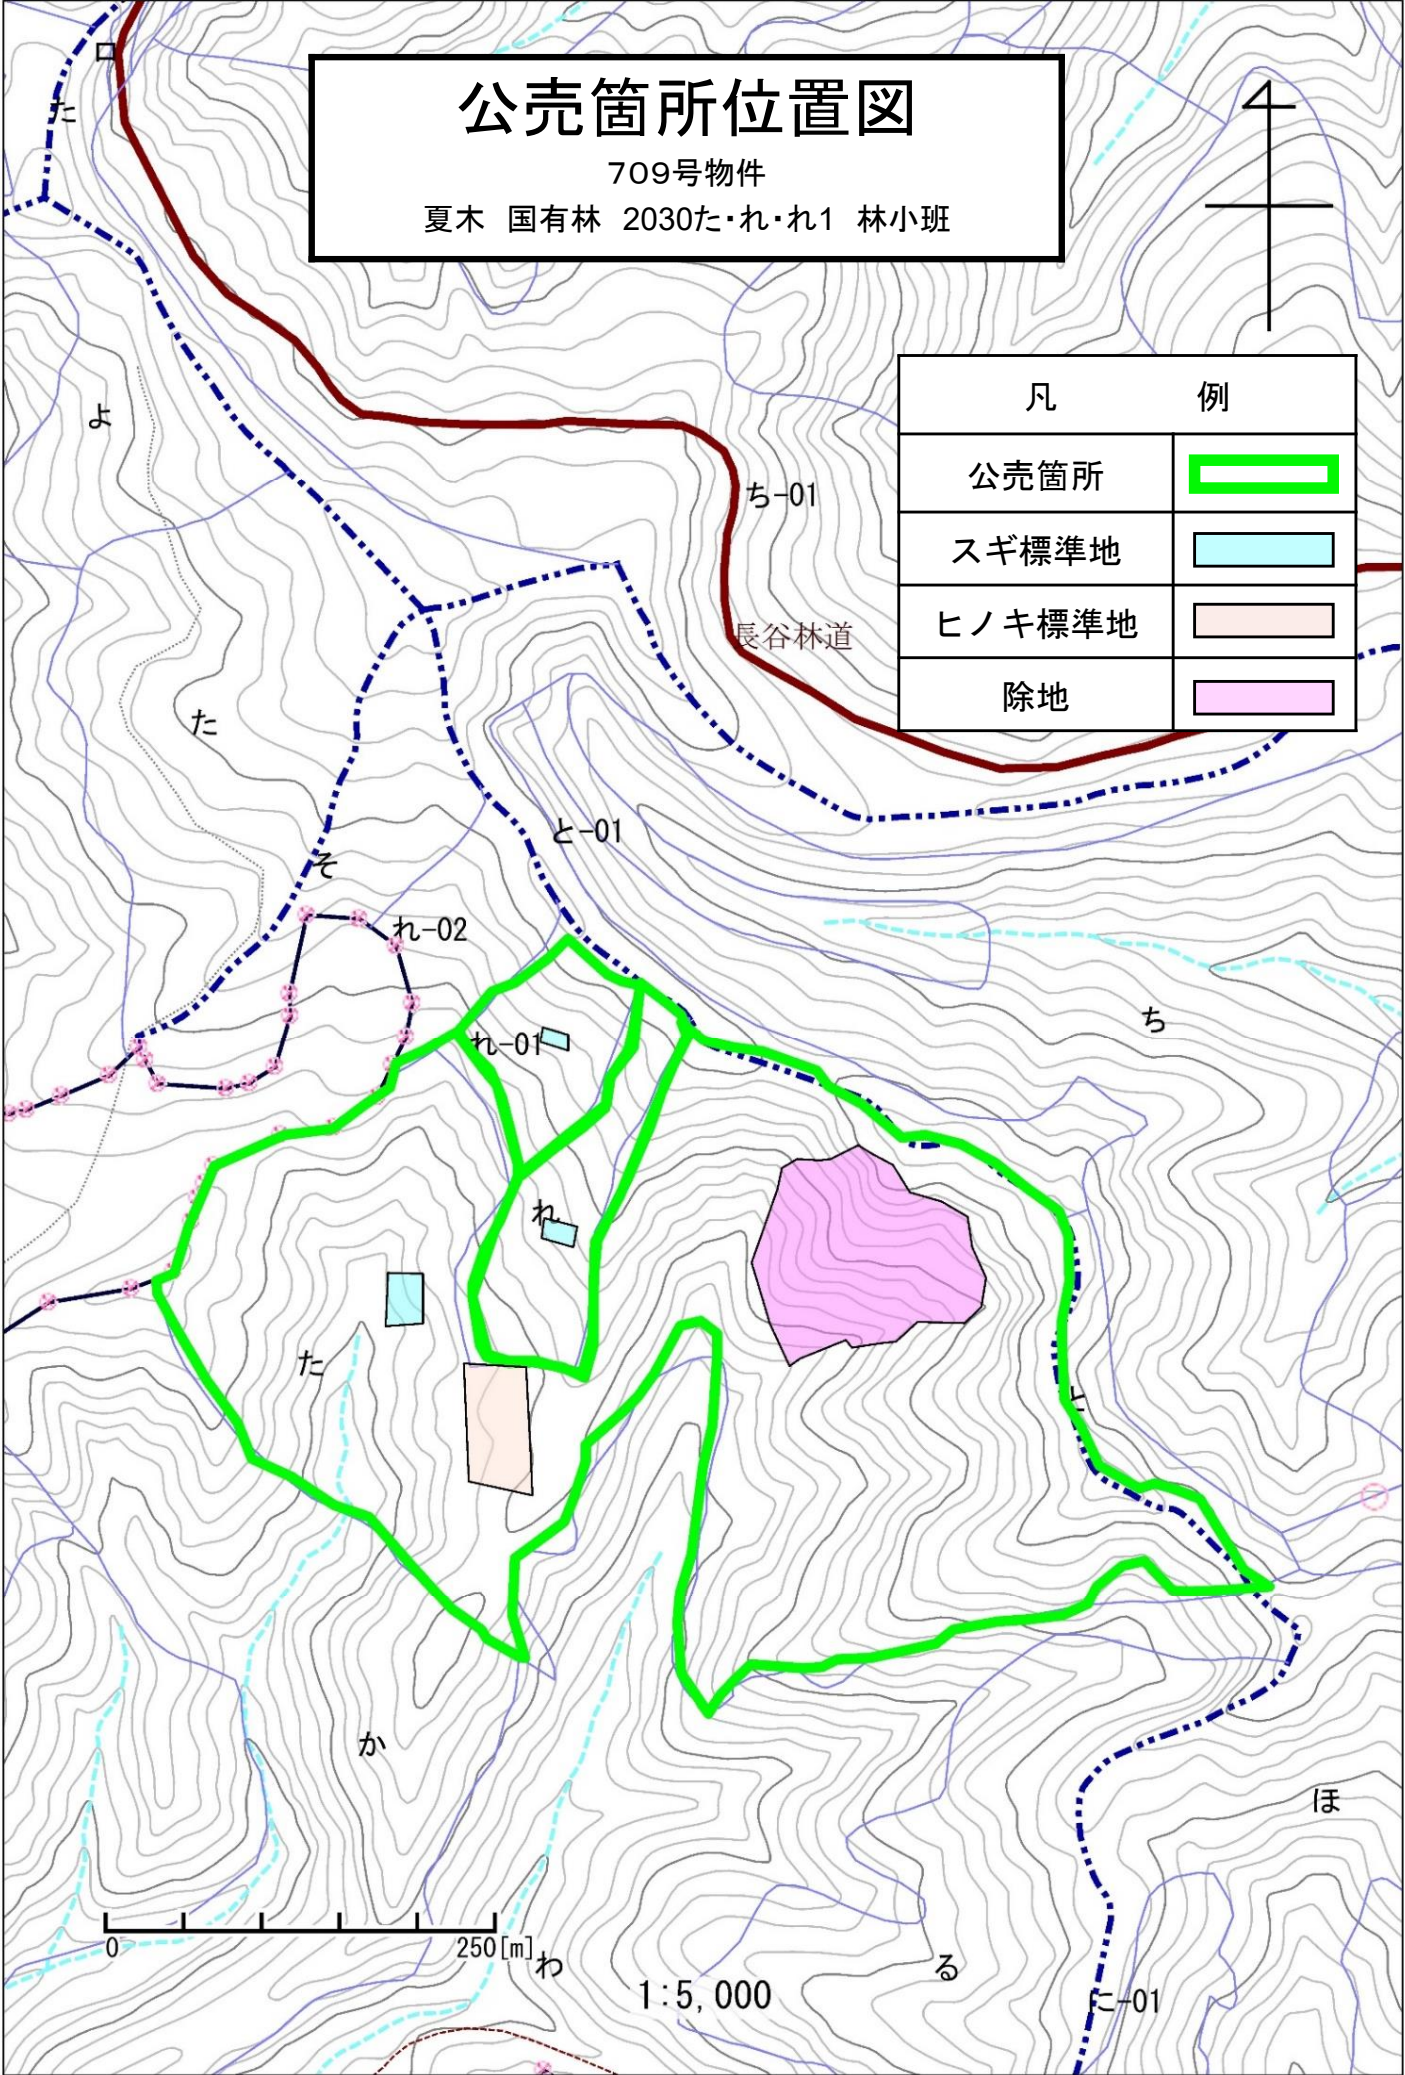 公売箇所位置図
709号物件
夏木 国有林 2030た・れ・れ1 林小班
凡 例
公売箇所
スギ標準地
ヒノキ標準地
除地
ロ
た
よ
ち-01
長谷林道
た
と-01
そ
れ-02
れ-01
ち
れ
た
と
か
ほ
0 250[m]
わ
る
1:5,000
に-01